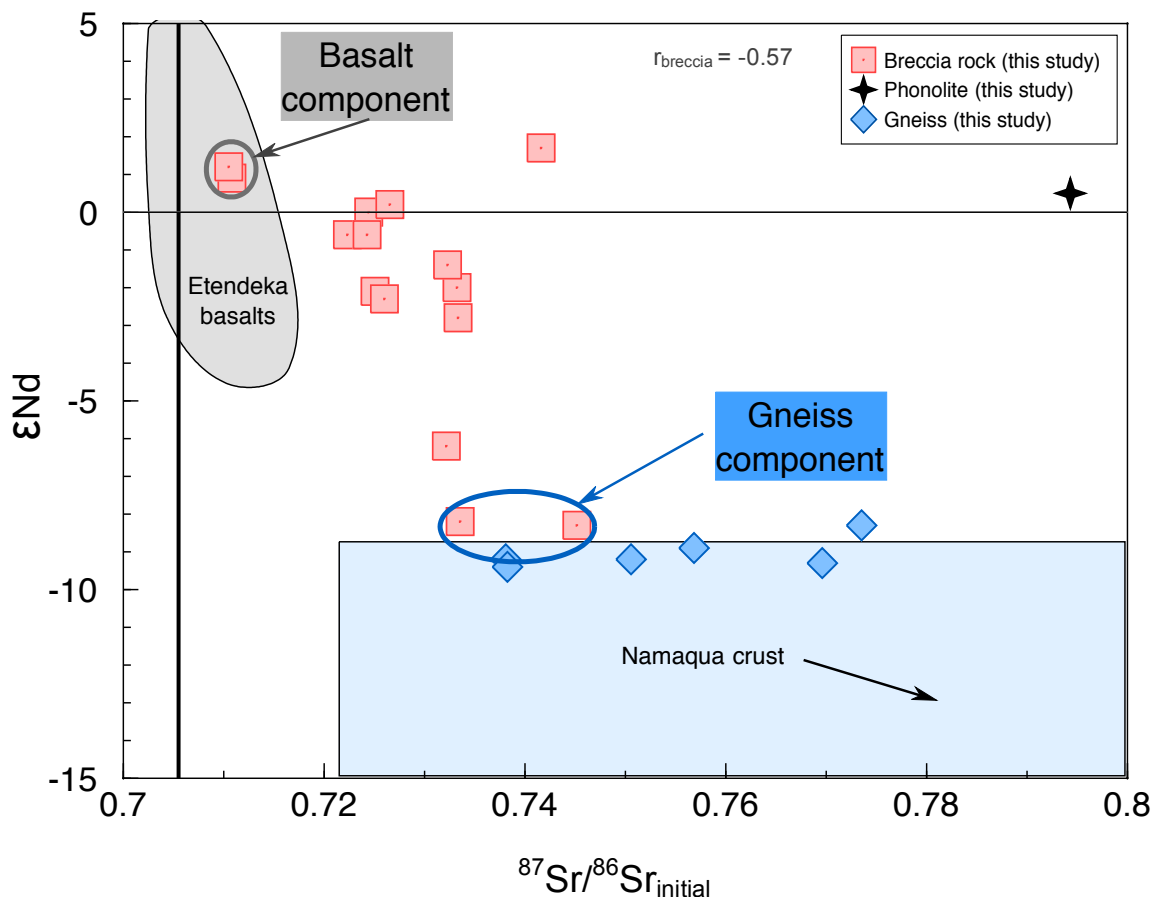 5
Basalt
component
r_breccia = -0.57
Breccia rock (this study)
Phonolite (this study)
Gneiss (this study)
0
Etendeka
basalts
-5
εNd
Gneiss
component
-10
Namaqua crust
-15
0.7 0.72 0.74 0.76 0.78 0.8
⁸⁷Sr/⁸⁶Sr_initial